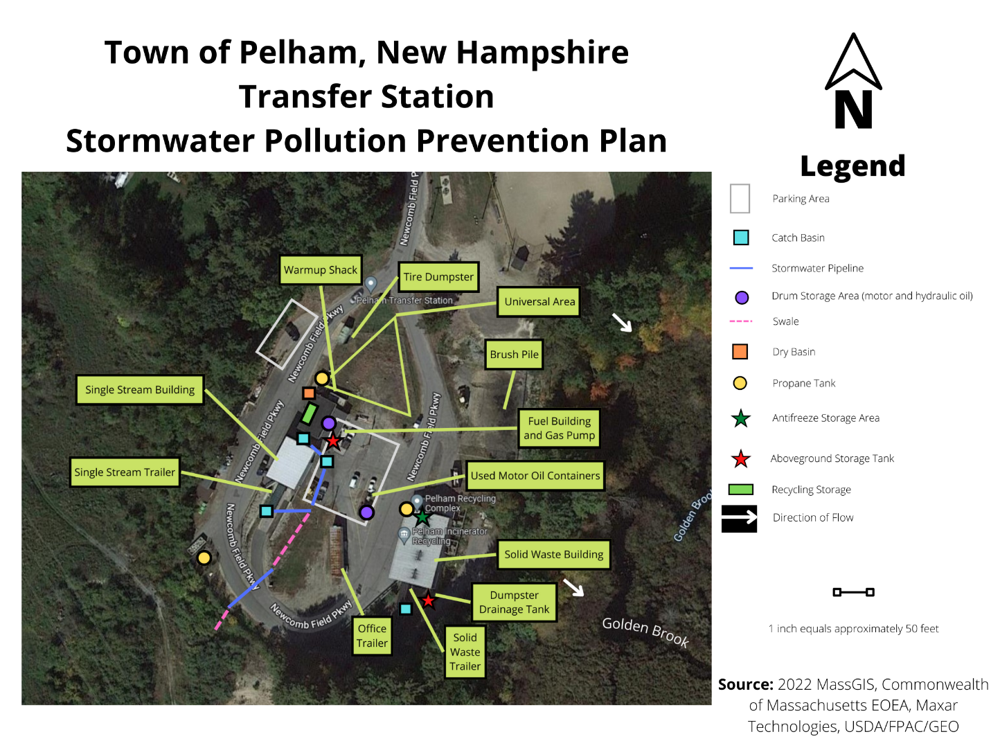 Town of Pelham, New Hampshire
Transfer Station
Stormwater Pollution Prevention Plan
N
Legend
Parking Area
Catch Basin
Stormwater Pipeline
Drum Storage Area (motor and hydraulic oil)
Swale
Dry Basin
Propane Tank
Antifreeze Storage Area
Aboveground Storage Tank
Recycling Storage
Direction of Flow
1 inch equals approximately 50 feet
Source: 2022 MassGIS, Commonwealth
of Massachusetts EOEA, Maxar
Technologies, USDA/FPAC/GEO
Newcomb Field P
Warmup Shack
Tire Dumpster
Pelham Transfer Station
Universal Area
Newcomb Field Pkwy
Brush Pile
Single Stream Building
Newcomb Field Pkwy
Newcomb Field Pkwy
Fuel Building
and Gas Pump
Single Stream Trailer
Used Motor Oil Containers
Pelham Recycling
Complex
Golden Brook
Pelham Incinerator
Recycling
Newcomb Field Pkwy
Solid Waste Building
Dumpster
Drainage Tank
Newcomb Field Pkwy
Office
Trailer
Solid
Waste
Trailer
Golden Brook